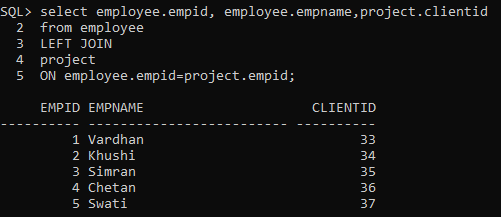 SQL> select employee.empid, employee.empname,project.clientid
  2  from employee
  3  LEFT JOIN
  4  project
  5  ON employee.empid=project.empid;

     EMPID EMPNAME                     CLIENTID
---------- ------------------------- ----------
         1 Vardhan                           33
         2 Khushi                            34
         3 Simran                            35
         4 Chetan                            36
         5 Swati                             37